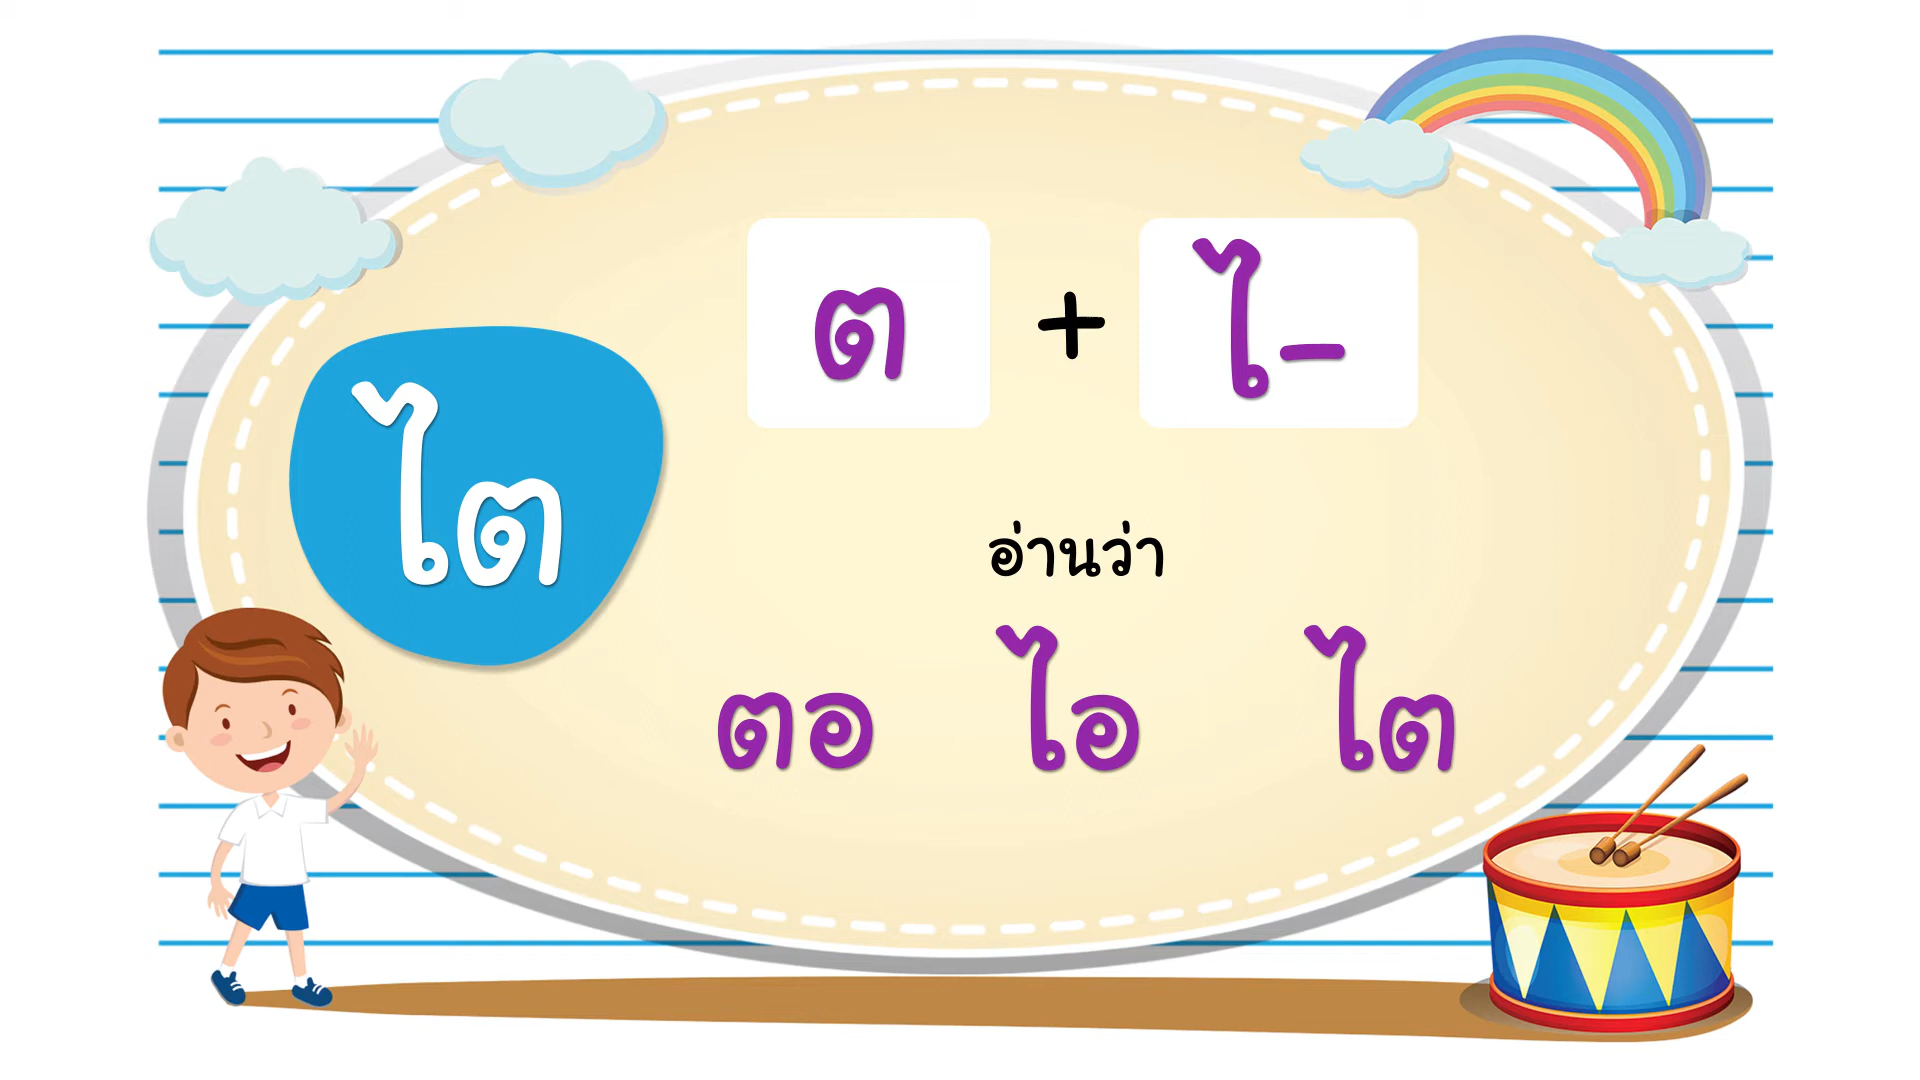 ต + ไ-
ไต
อ่านว่า
ตอ ไอ ไต